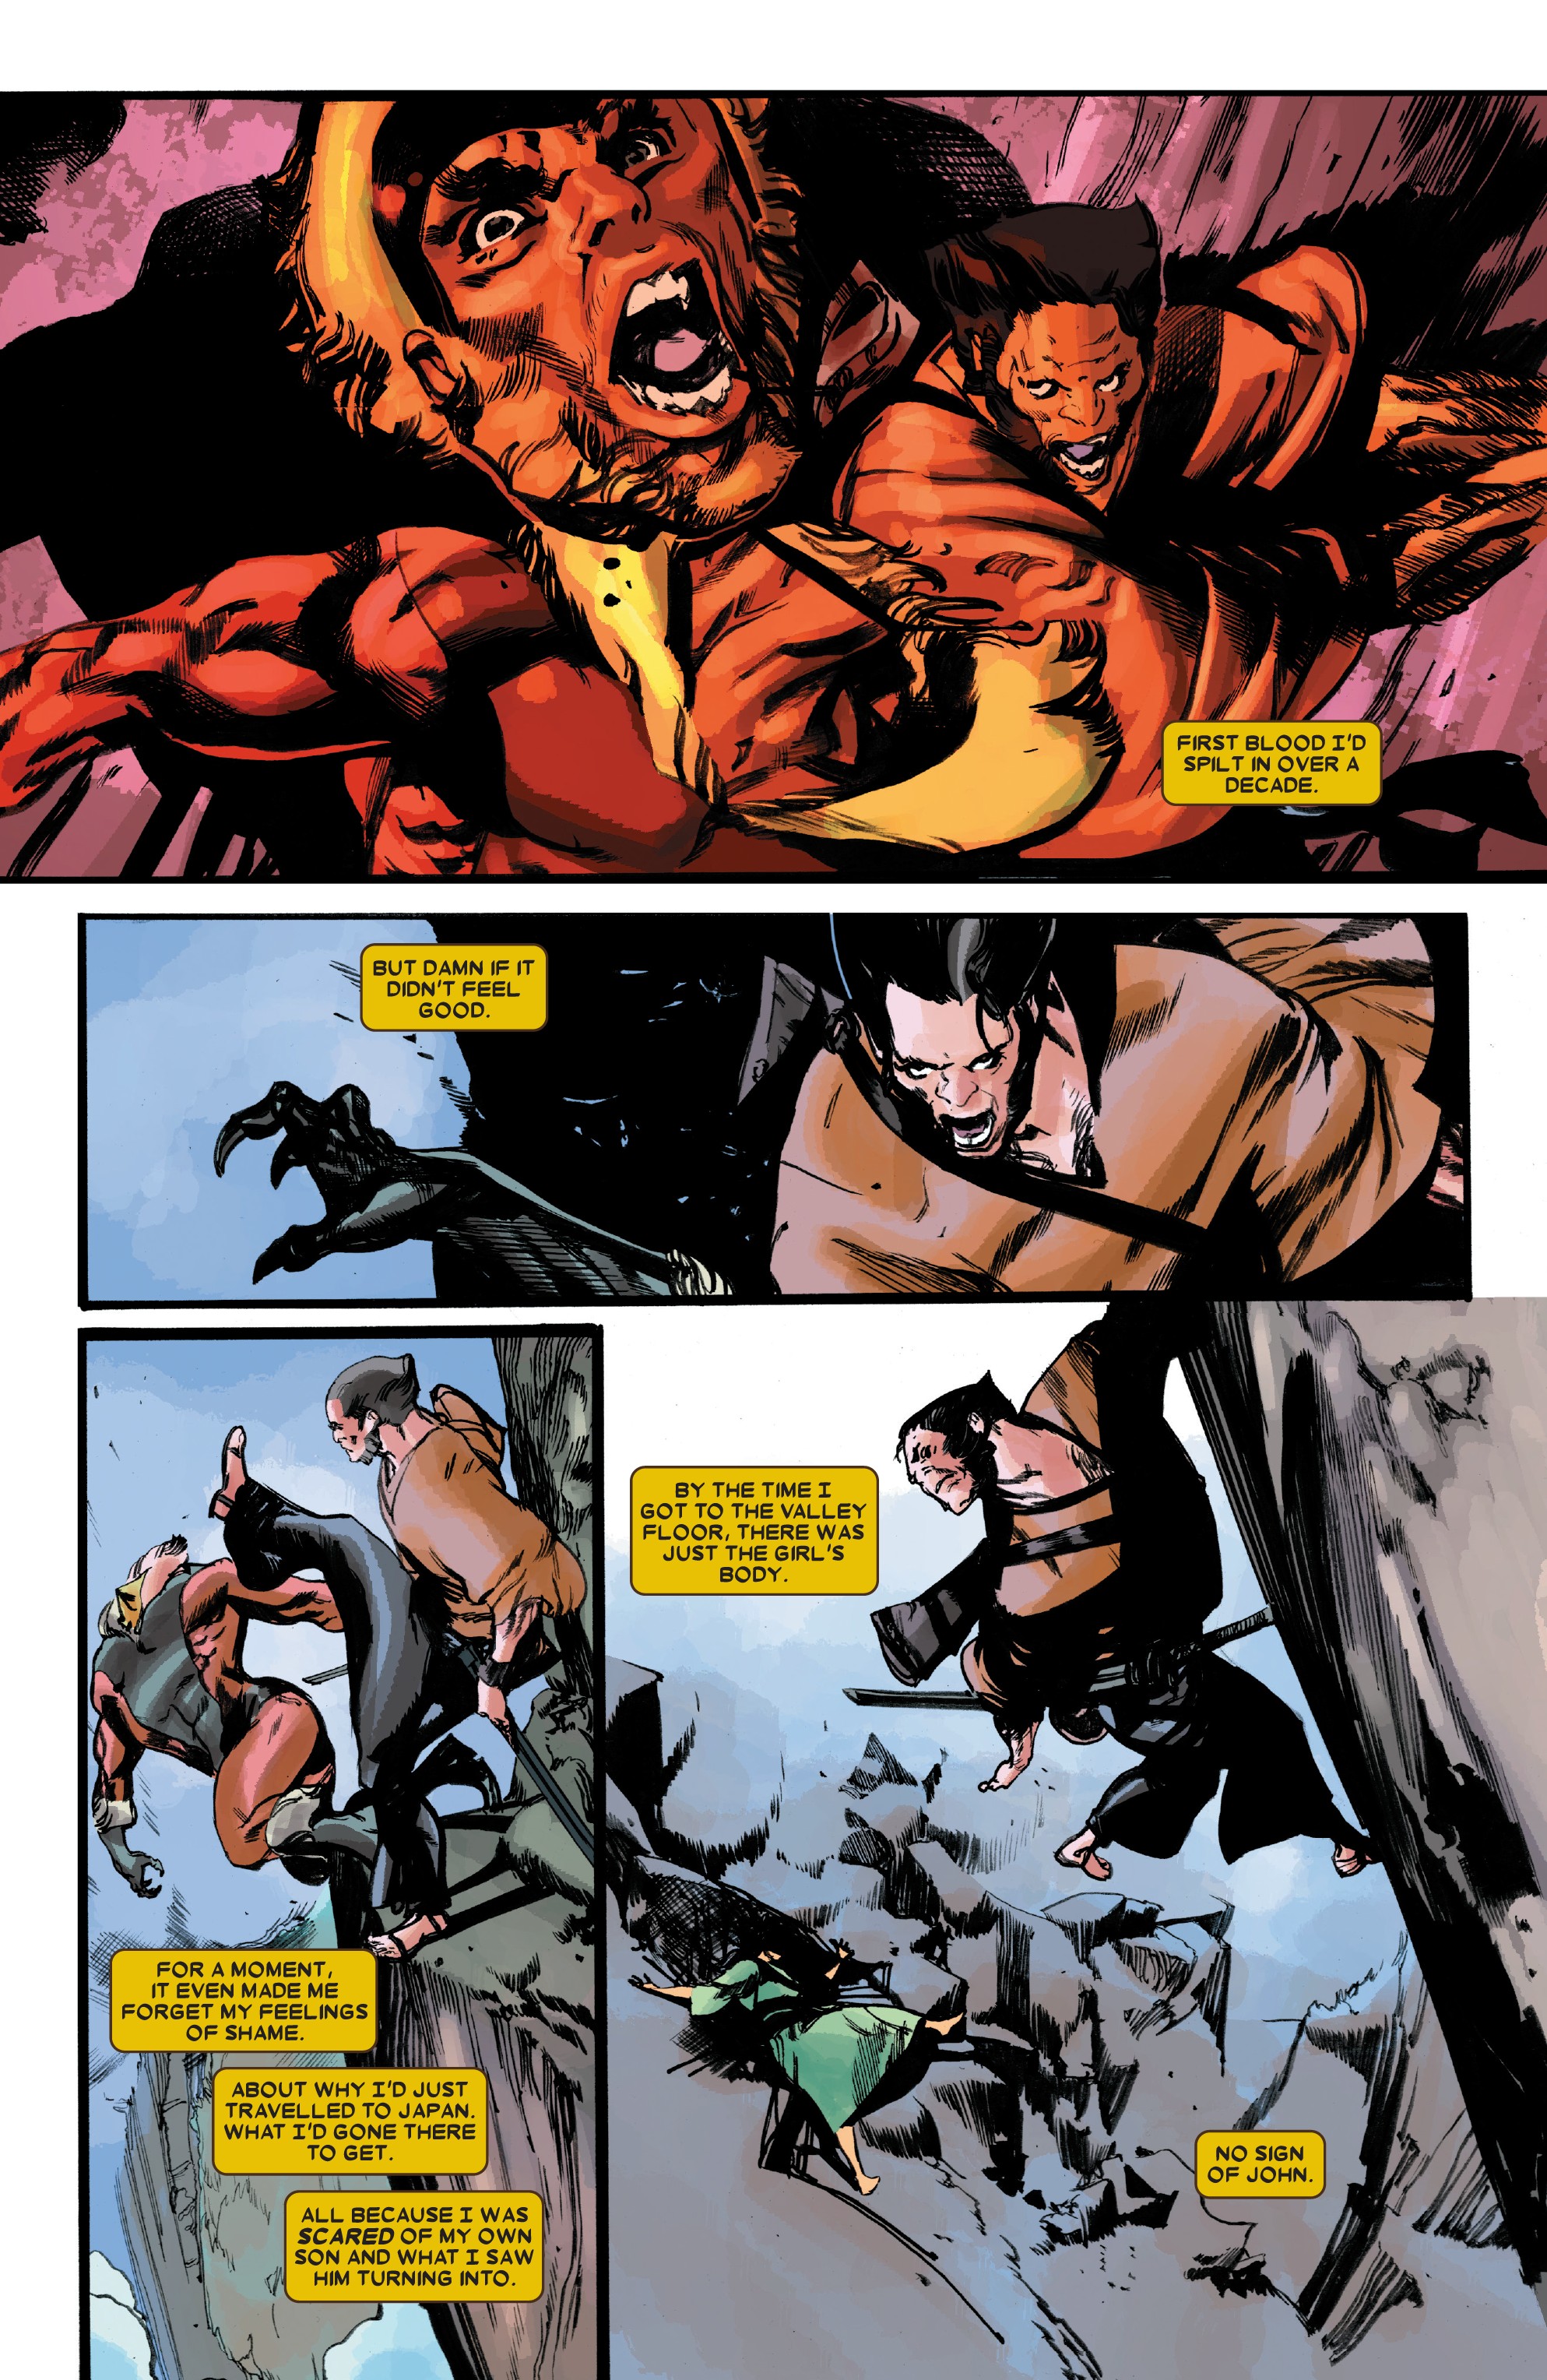 FIRST BLOOD I'D
SPILT IN OVER A
DECADE.
BUT DAMN IF IT
DIDN'T FEEL
GOOD.
FOR A MOMENT,
IT EVEN MADE ME
FORGET MY FEELINGS
OF SHAME.
ABOUT WHY I'D JUST
TRAVELLED TO JAPAN.
WHAT I'D GONE THERE
TO GET.
ALL BECAUSE I WAS
SCARED OF MY OWN
SON AND WHAT I SAW
HIM TURNING INTO.
BY THE TIME I
GOT TO THE VALLEY
FLOOR, THERE WAS
JUST THE GIRL'S
BODY.
NO SIGN
OF JOHN.